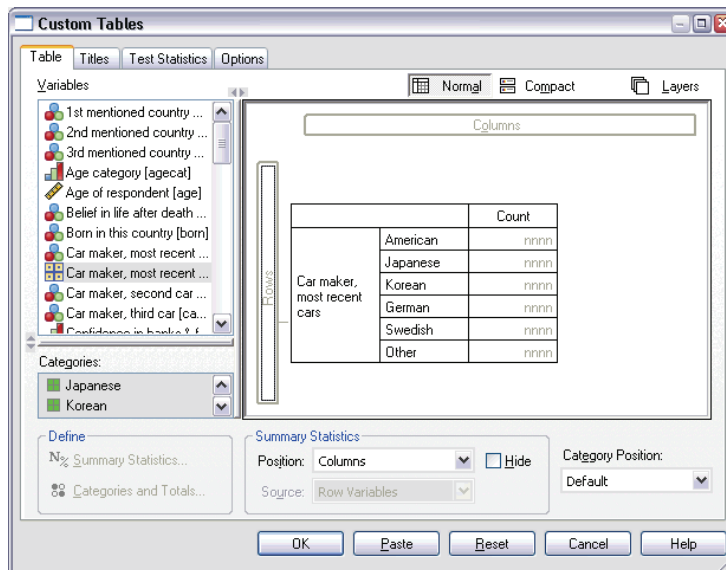 Custom Tables
Table Titles Test Statistics Options
Variables
Normal Compact Layers
1st mentioned country ...
2nd mentioned country ...
3rd mentioned country ...
Age category [agecat]
Age of respondent [age]
Belief in life after death ...
Born in this country [born]
Car maker, most recent ...
Car maker, most recent ...
Car maker, second car ...
Car maker, third car [ca...
Confidence in banks & f...
Columns
Rows
Count
Car maker, most recent cars
American nnnn
Japanese nnnn
Korean nnnn
German nnnn
Swedish nnnn
Other nnnn
Categories:
Japanese
Korean
Define
N% Summary Statistics...
Categories and Totals...
Summary Statistics
Position: Columns Hide
Source: Row Variables
Category Position:
Default
OK Paste Reset Cancel Help